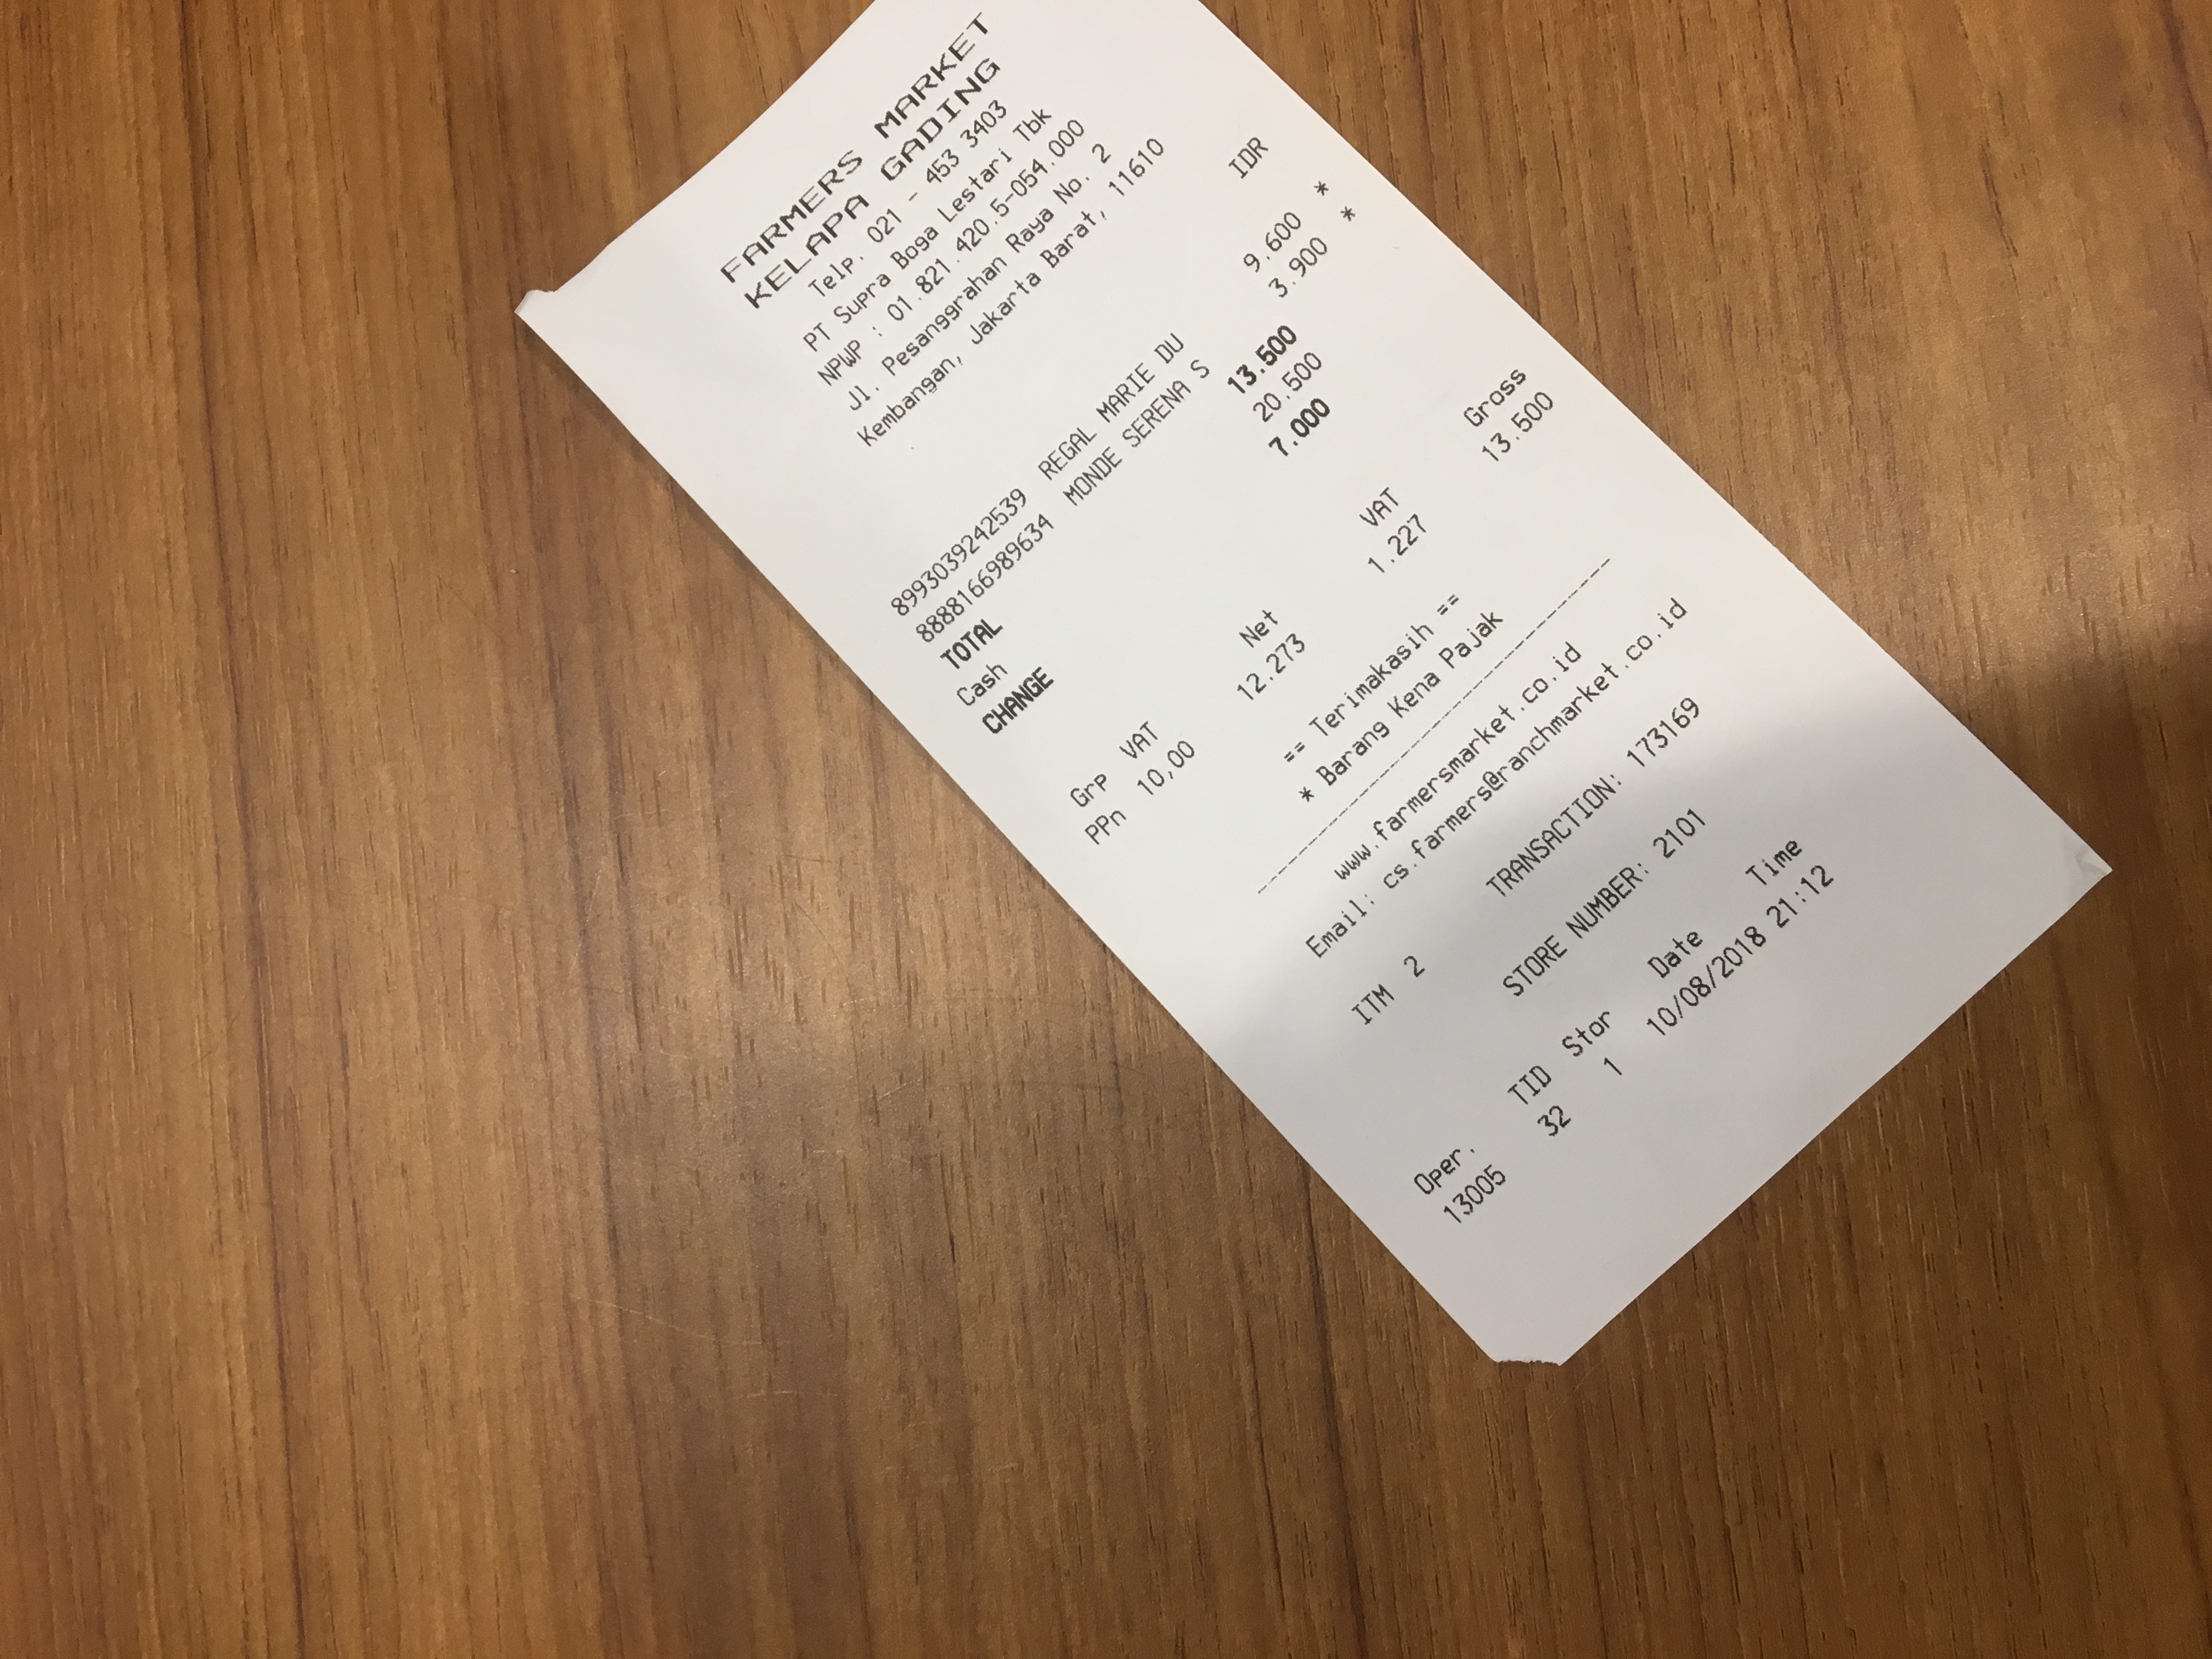 FARMERS MARKET
KELAPA GADING
Telp. 021 - 453 3403
PT Supra Boga Lestari Tbk
NPWP : 01.821.420.5-054.000
Jl. Pesanggrahan Raya No. 2
Kembangan, Jakarta Barat, 11610
IDR
8993039242539 REGAL MARIE DU 9.600 *
8888166989634 MONDE SERENA S 3.900 *
TOTAL 13.500
Cash 20.500
CHANGE 7.000
Grp VAT Net VAT Gross
PPn 10,00 12.273 1.227 13.500
== Terimakasih ==
* Barang Kena Pajak
------------------------------------
www.farmersmarket.co.id
Email: cs.farmers@ranchmarket.co.id
ITM 2 TRANSACTION: 173169
STORE NUMBER: 2101
Oper. TID Stor Date Time
13005 32 1 10/08/2018 21:12